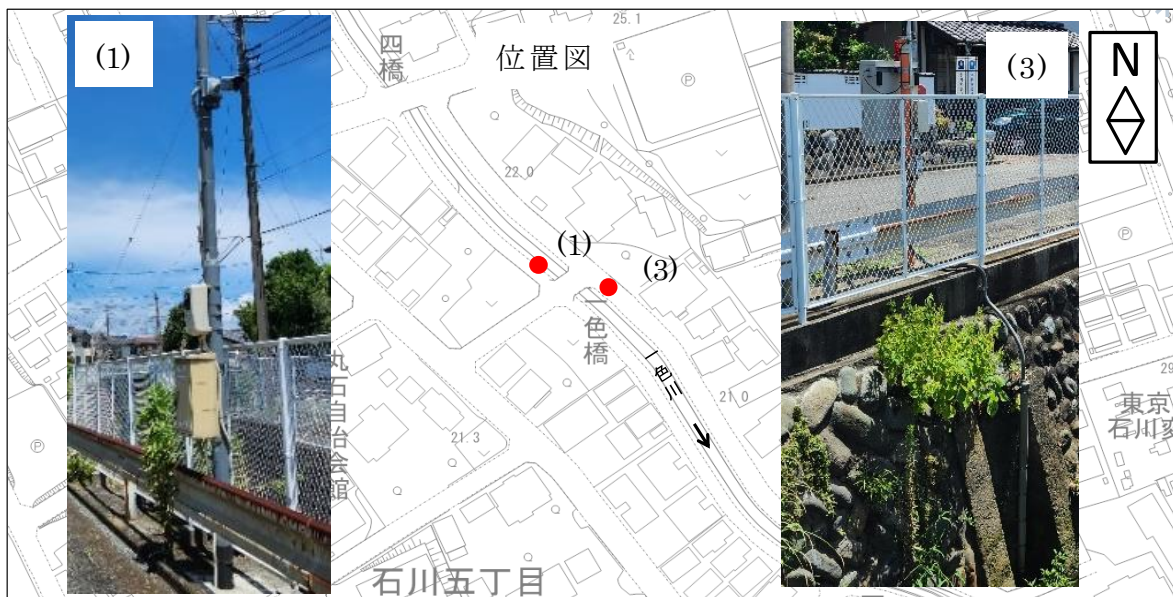 (1)
四橋
位置図
25.1
(3)
N
Ⓟ
22.0
(1)
(3)
一色橋
一色川
21.0
丸石自治会館
21.3
Ⓟ
Ⓟ
29
東京
石川変
石川五丁目